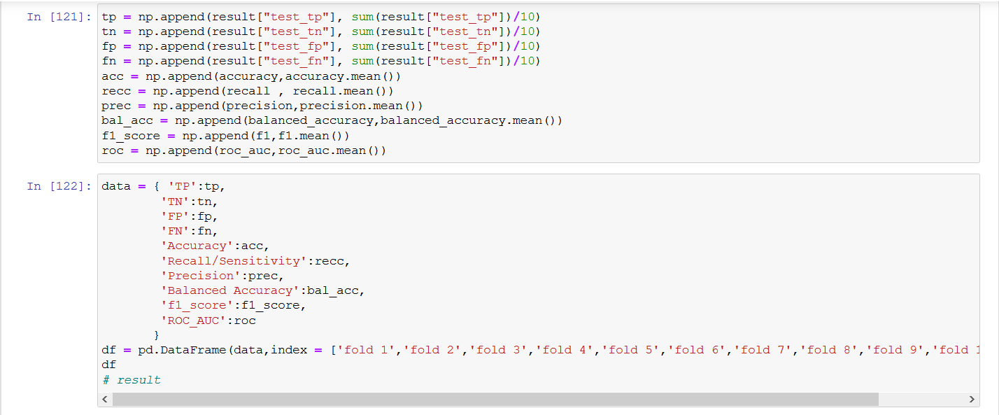 In [121]: tp = np.append(result["test_tp"], sum(result["test_tp"])/10)
tn = np.append(result["test_tn"], sum(result["test_tn"])/10)
fp = np.append(result["test_fp"], sum(result["test_fp"])/10)
fn = np.append(result["test_fn"], sum(result["test_fn"])/10)
acc = np.append(accuracy,accuracy.mean())
recc = np.append(recall , recall.mean())
prec = np.append(precision,precision.mean())
bal_acc = np.append(balanced_accuracy,balanced_accuracy.mean())
f1_score = np.append(f1,f1.mean())
roc = np.append(roc_auc,roc_auc.mean())
In [122]: data = { 'TP':tp,
'TN':tn,
'FP':fp,
'FN':fn,
'Accuracy':acc,
'Recall/Sensitivity':recc,
'Precision':prec,
'Balanced Accuracy':bal_acc,
'f1_score':f1_score,
'ROC_AUC':roc
}
df = pd.DataFrame(data,index = ['fold 1','fold 2','fold 3','fold 4','fold 5','fold 6','fold 7','fold 8','fold 9','fold
df
# result